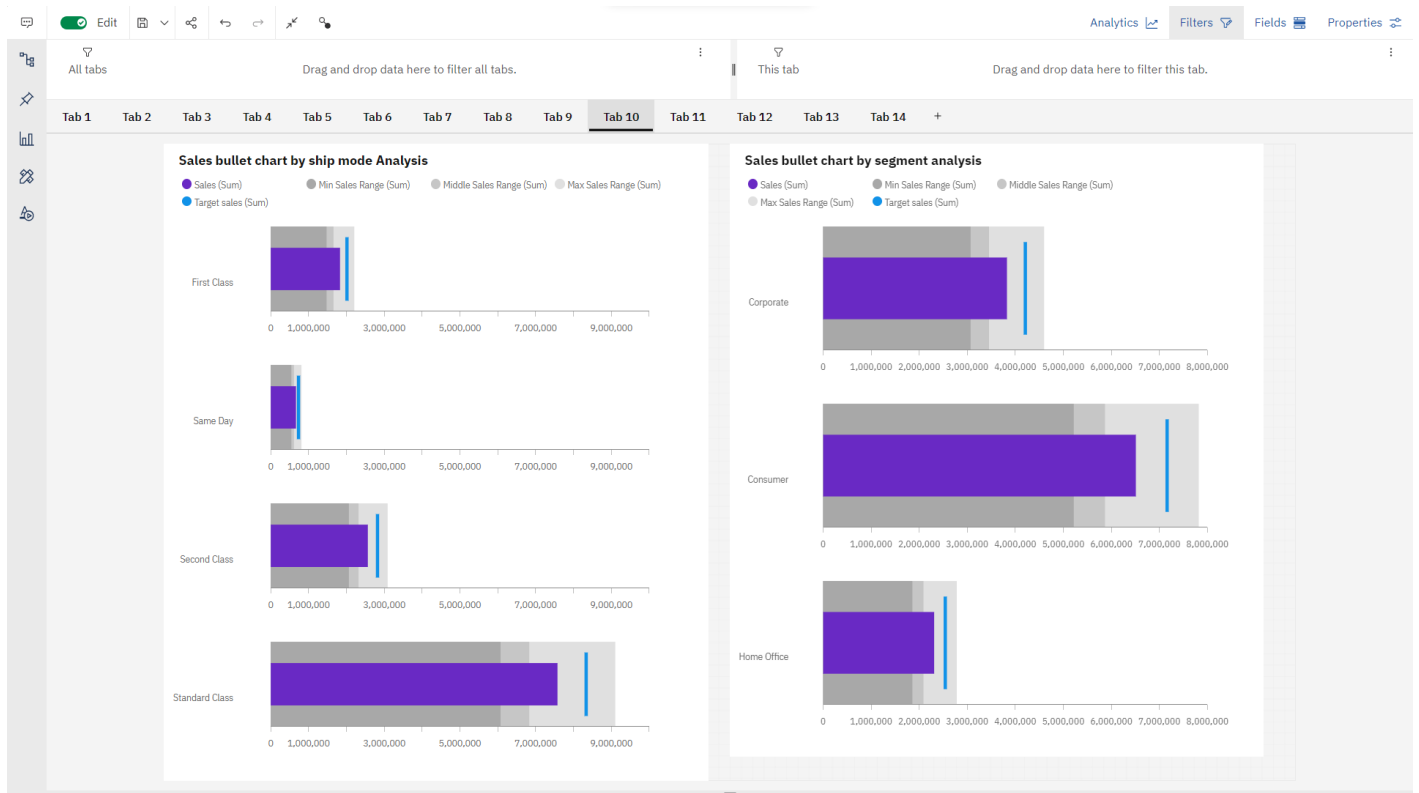 Edit
Analytics
Filters
Fields
Properties
All tabs
Drag and drop data here to filter all tabs.
This tab
Drag and drop data here to filter this tab.
Tab 1 Tab 2 Tab 3 Tab 4 Tab 5 Tab 6 Tab 7 Tab 8 Tab 9 Tab 10 Tab 11 Tab 12 Tab 13 Tab 14 +
Sales bullet chart by ship mode Analysis
Sales (Sum) Min Sales Range (Sum) Middle Sales Range (Sum) Max Sales Range (Sum)
Target sales (Sum)
First Class
0 1,000,000 3,000,000 5,000,000 7,000,000 9,000,000
Same Day
0 1,000,000 3,000,000 5,000,000 7,000,000 9,000,000
Second Class
0 1,000,000 3,000,000 5,000,000 7,000,000 9,000,000
Standard Class
0 1,000,000 3,000,000 5,000,000 7,000,000 9,000,000
Sales bullet chart by segment analysis
Sales (Sum) Min Sales Range (Sum) Middle Sales Range (Sum)
Max Sales Range (Sum) Target sales (Sum)
Corporate
0 1,000,000 2,000,000 3,000,000 4,000,000 5,000,000 6,000,000 7,000,000 8,000,000
Consumer
0 1,000,000 2,000,000 3,000,000 4,000,000 5,000,000 6,000,000 7,000,000 8,000,000
Home Office
0 1,000,000 2,000,000 3,000,000 4,000,000 5,000,000 6,000,000 7,000,000 8,000,000